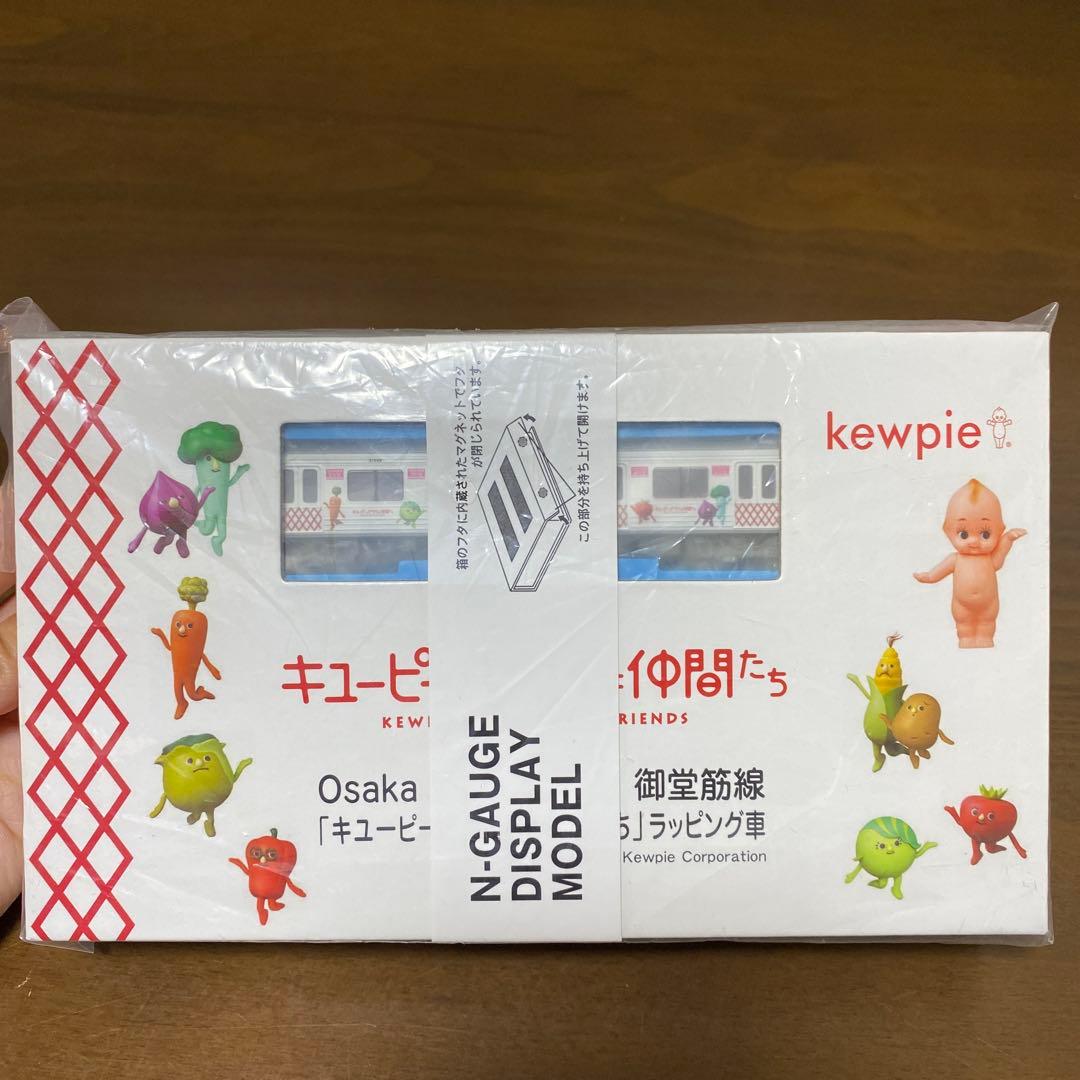 箱のフタに内蔵されたマグネットでフタ
が閉じられています。
この部分を持ち上げて開けます。
kewpie
キューピー 仲間たち
KEW RIENDS
N-GAUGE
DISPLAY
MODEL
Osaka 御堂筋線
「キユーピー ち」ラッピング車
Kewpie Corporation